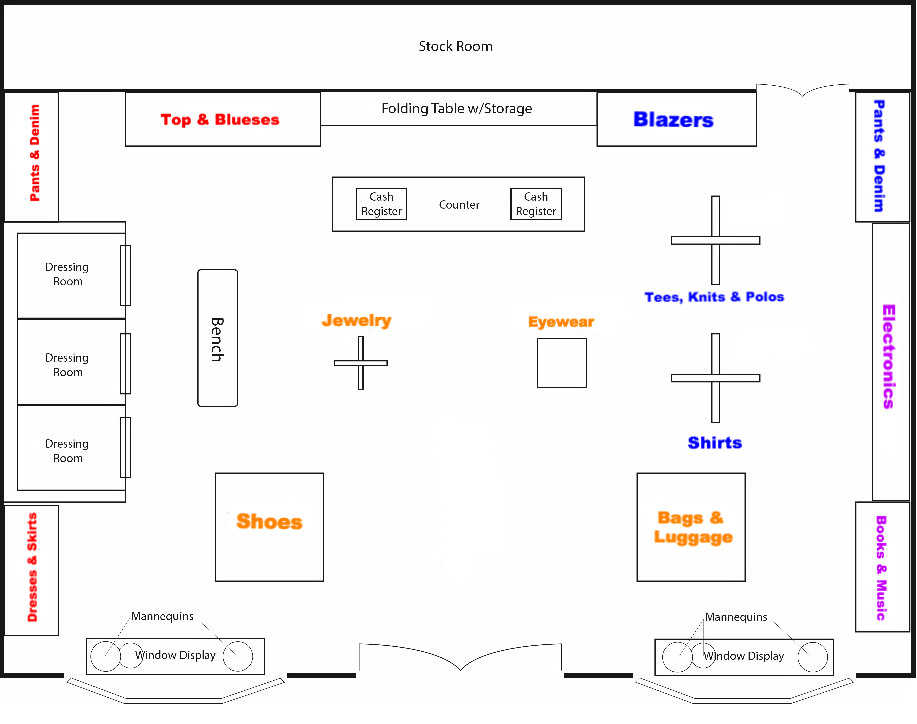 Stock Room
Pants & Denim
Top & Blueses
Folding Table w/Storage
Blazers
Pants & Denim
Cash
Register
Counter
Cash
Register
Dressing
Room
Tees, Knits & Polos
Jewelry
Eyewear
Bench
Electronics
Dressing
Room
Dressing
Room
Shirts
Shoes
Bags &
Luggage
Dresses & Skirts
Books & Music
Mannequins
Window Display
Mannequins
Window Display